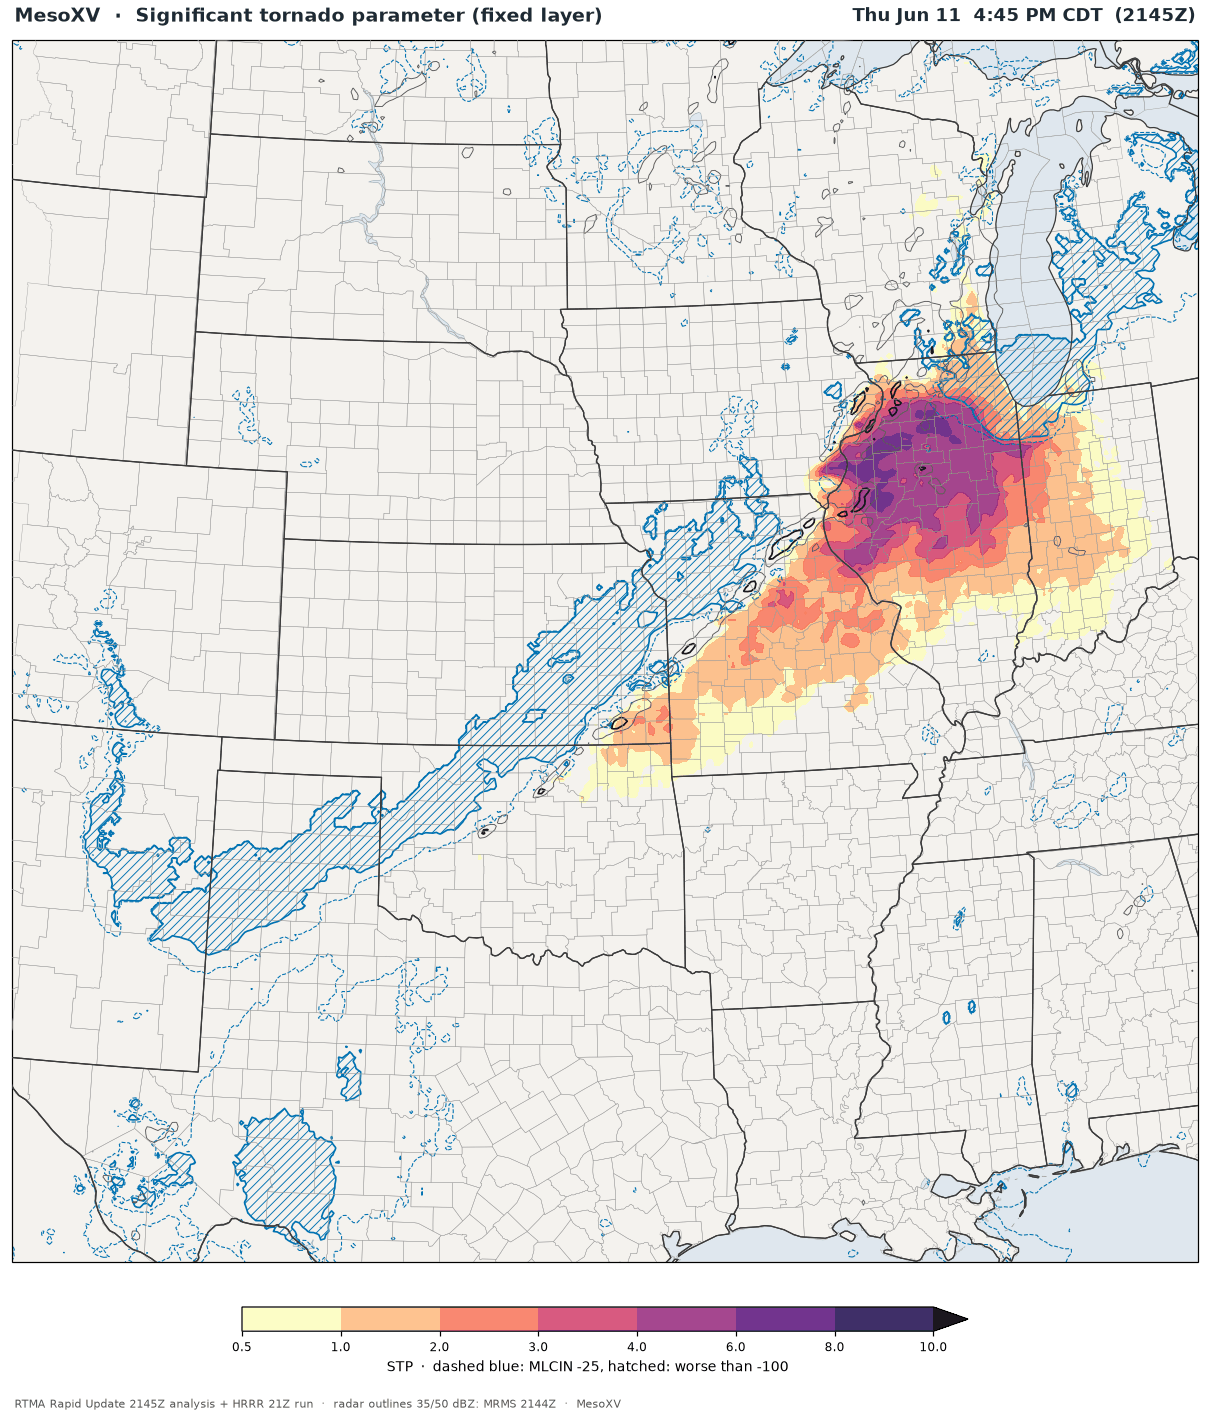 MesoXV · Significant tornado parameter (fixed layer)
Thu Jun 11 4:45 PM CDT (2145Z)
0.5 1.0 2.0 3.0 4.0 6.0 8.0 10.0
STP · dashed blue: MLCIN -25, hatched: worse than -100
RTMA Rapid Update 2145Z analysis + HRRR 21Z run · radar outlines 35/50 dBZ: MRMS 2144Z · MesoXV